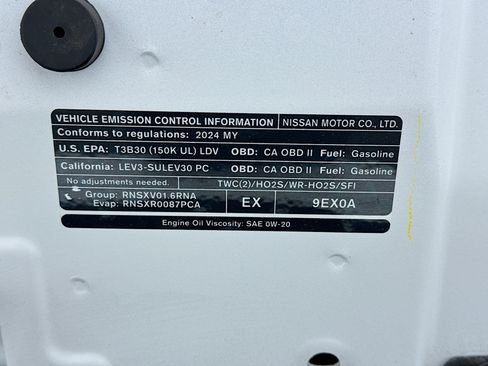 VEHICLE EMISSION CONTROL INFORMATION NISSAN MOTOR CO., LTD.
Conforms to regulations: 2024 MY
U.S. EPA: T3B30 (150K UL) LDV OBD: CA OBD II Fuel: Gasoline
California: LEV3-SULEV30 PC OBD: CA OBD II Fuel: Gasoline
No adjustments needed. TWC(2)/HO2S/WR-HO2S/SFI
Group: RNSXV01.6RNA
Evap: RNSXR0087PCA EX 9EX0A
Engine Oil Viscosity: SAE 0W-20